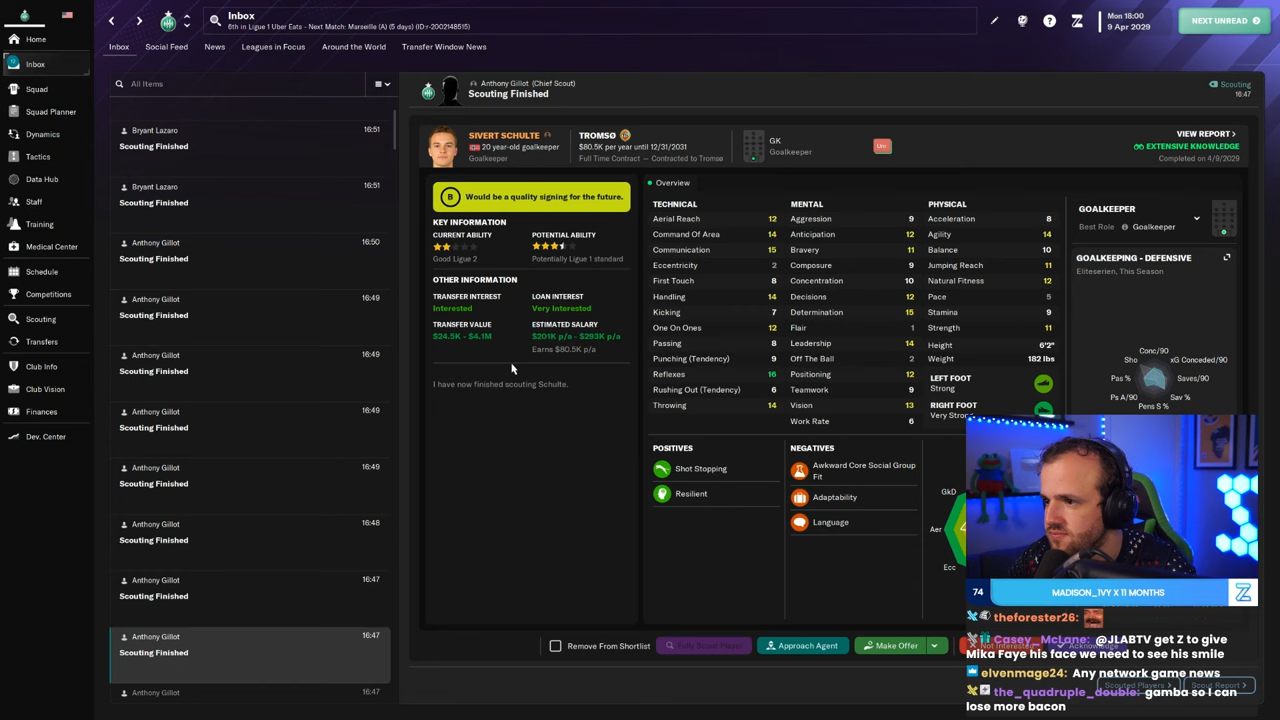 Inbox
6th in Ligue 1 Uber Eats - Next Match: Marseille (A) (5 days) (ID:r-2002148515)
Mon 18:00
9 Apr 2029
NEXT UNREAD
Home
Inbox
Squad
Squad Planner
Dynamics
Tactics
Data Hub
Staff
Training
Medical Center
Schedule
Competitions
Scouting
Transfers
Club Info
Club Vision
Finances
Dev. Center
Inbox Social Feed News Leagues in Focus Around the World Transfer Window News
All Items
Bryant Lazaro 16:51
Scouting Finished
Bryant Lazaro 16:51
Scouting Finished
Anthony Gillot 16:50
Scouting Finished
Anthony Gillot 16:49
Scouting Finished
Anthony Gillot 16:49
Scouting Finished
Anthony Gillot 16:49
Scouting Finished
Anthony Gillot 16:49
Scouting Finished
Anthony Gillot 16:48
Scouting Finished
Anthony Gillot 16:47
Scouting Finished
Anthony Gillot 16:47
Scouting Finished
Anthony Gillot 16:47
Anthony Gillot (Chief Scout)
Scouting Finished
Scouting
16:47
SIVERT SCHULTE
20 year-old goalkeeper
Goalkeeper
TROMSØ
$80.5K per year until 12/31/2031
Full Time Contract - Contracted to Tromsø
GK
Goalkeeper
Unr
VIEW REPORT
EXTENSIVE KNOWLEDGE
Completed on 4/9/2029
B Would be a quality signing for the future.
KEY INFORMATION
CURRENT ABILITY POTENTIAL ABILITY
Good Ligue 2 Potentially Ligue 1 standard
OTHER INFORMATION
TRANSFER INTEREST LOAN INTEREST
Interested Very Interested
TRANSFER VALUE ESTIMATED SALARY
$24.5K - $4.1M $201K p/a - $293K p/a
Earns $80.5K p/a
I have now finished scouting Schulte.
Overview
TECHNICAL
Aerial Reach 12
Command Of Area 14
Communication 15
Eccentricity 2
First Touch 8
Handling 14
Kicking 7
One On Ones 12
Passing 8
Punching (Tendency) 9
Reflexes 16
Rushing Out (Tendency) 6
Throwing 14
MENTAL
Aggression 9
Anticipation 12
Bravery 11
Composure 9
Concentration 10
Decisions 12
Determination 15
Flair 1
Leadership 14
Off The Ball 2
Positioning 12
Teamwork 9
Vision 13
Work Rate 6
PHYSICAL
Acceleration 8
Agility 14
Balance 10
Jumping Reach 11
Natural Fitness 12
Pace 5
Stamina 9
Strength 11
Height 6'2"
Weight 182 lbs
LEFT FOOT
Strong
RIGHT FOOT
Very Strong
POSITIVES
Shot Stopping
Resilient
NEGATIVES
Awkward Core Social Group
Fit
Adaptability
Language
GkD
Aer
Ecc
GOALKEEPER
Best Role Goalkeeper
GOALKEEPING - DEFENSIVE
Eliteserien, This Season
Conc/90
Sho xG Conceded/90
Pas % Saves/90
Ps A/90 Sav %
Pens S %
Remove From Shortlist
Approach Agent
Make Offer
Not Interested
Acknowledge
Scouted Players
Scout Report
74 MADISON_1VY X 11 MONTHS
theforester26:
Casey_McLane: @JLABTV get Z to give
Mika Faye his face we need to see his smile
elvenmage24: Any network game news
the_quadruple_double: gamba so I can
lose more bacon